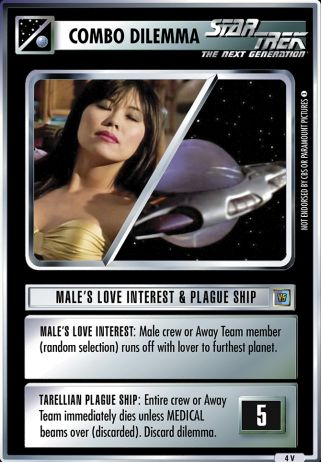 COMBO DILEMMA
STAR TREK
THE NEXT GENERATION
NOT ENDORSED BY CBS OR PARAMOUNT PICTURES
MALE'S LOVE INTEREST & PLAGUE SHIP
MALE'S LOVE INTEREST: Male crew or Away Team member
(random selection) runs off with lover to furthest planet.
TARELLIAN PLAGUE SHIP: Entire crew or Away
Team immediately dies unless MEDICAL
beams over (discarded). Discard dilemma.
5
4 V